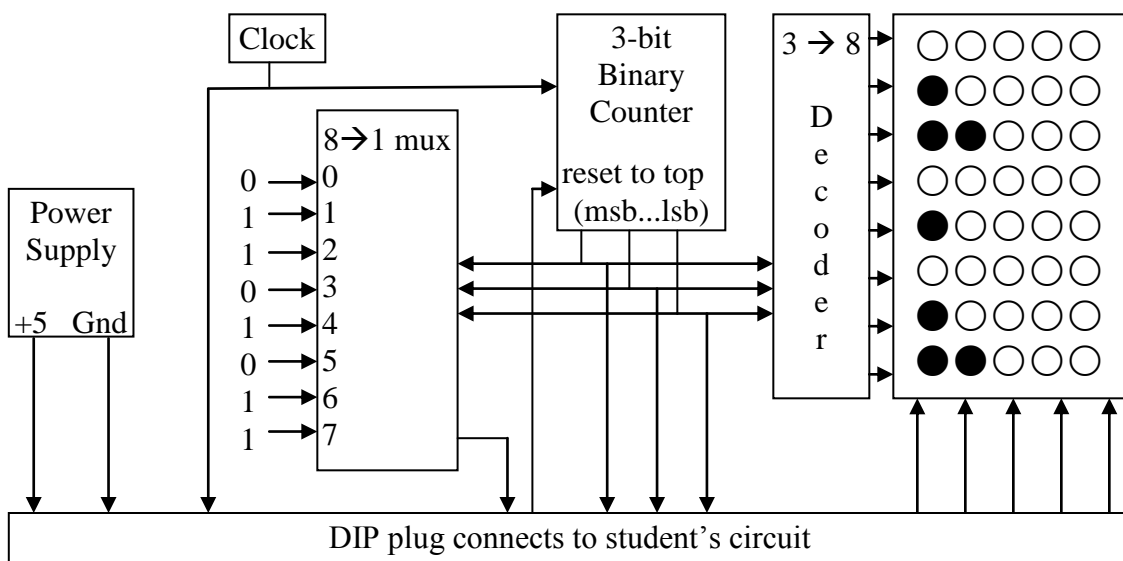 Clock
3-bit
Binary
Counter
reset to top
(msb...lsb)
3 → 8
D
e
c
o
d
e
r
8→1 mux
0 0
1 1
1 2
0 3
1 4
0 5
1 6
1 7
Power
Supply
+5 Gnd
DIP plug connects to student’s circuit